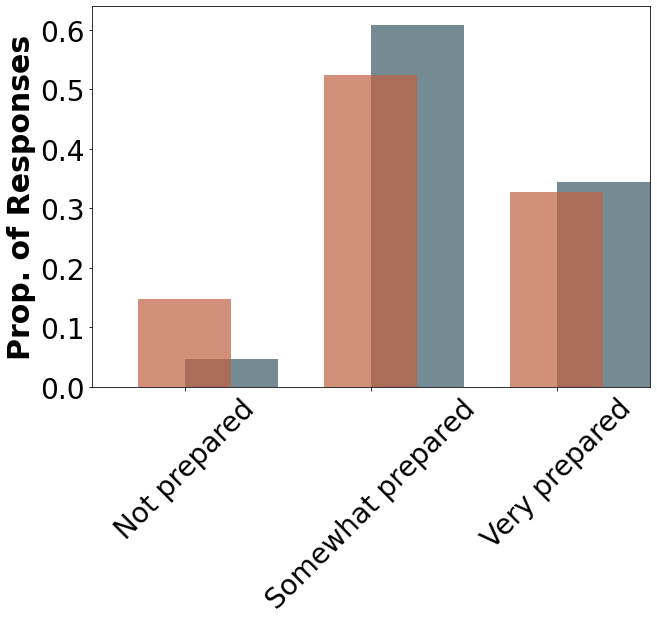 Prop. of Responses
0.6
0.5
0.4
0.3
0.2
0.1
0.0
Not prepared
Somewhat prepared
Very prepared